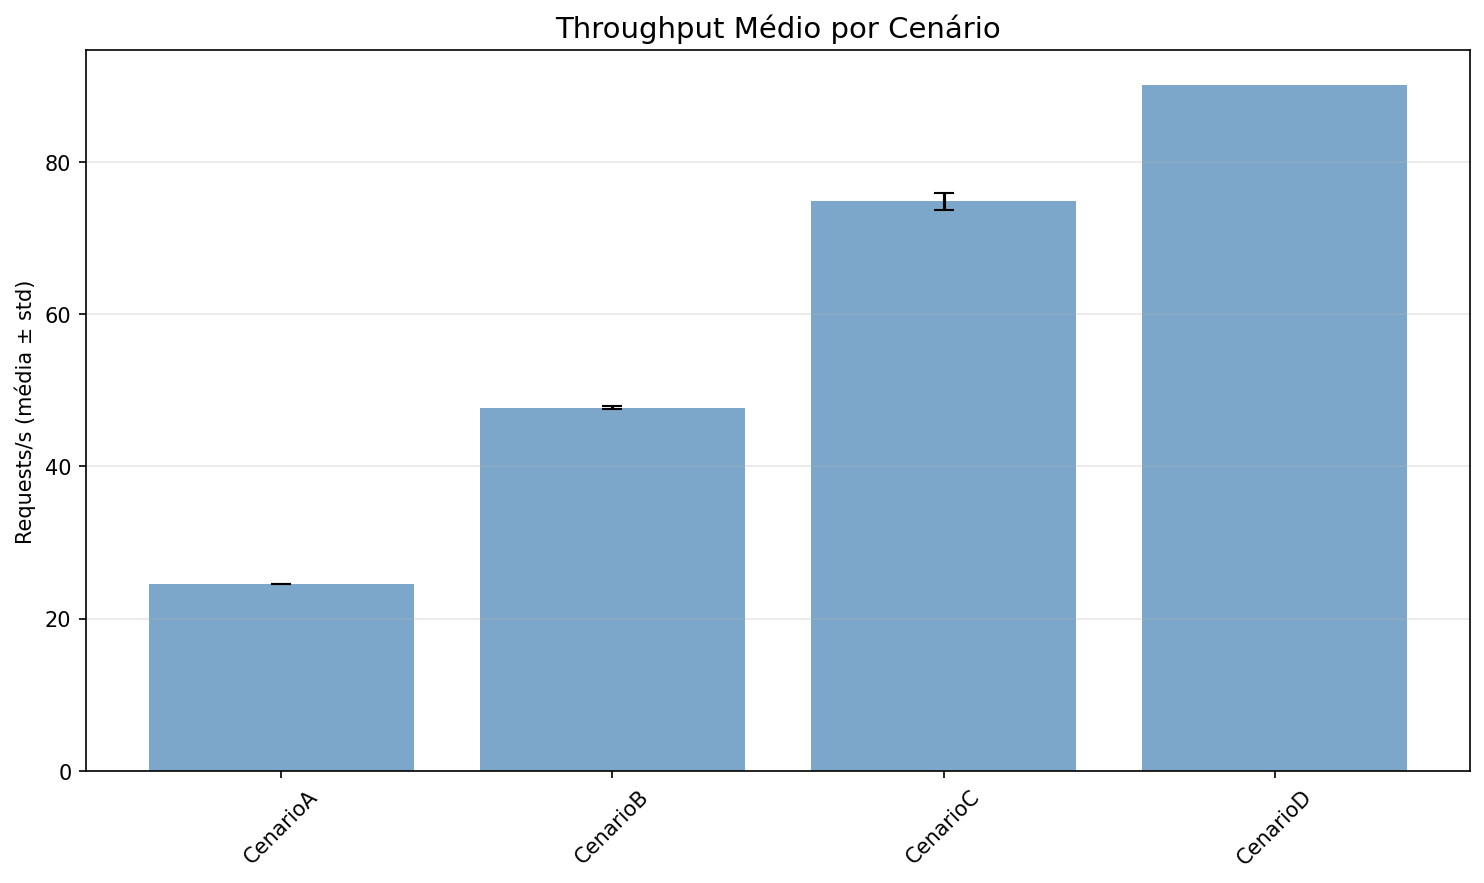 Throughput Médio por Cenário
Requests/s (média ± std)
80
60
40
20
0
CenarioA
CenarioB
CenarioC
CenarioD